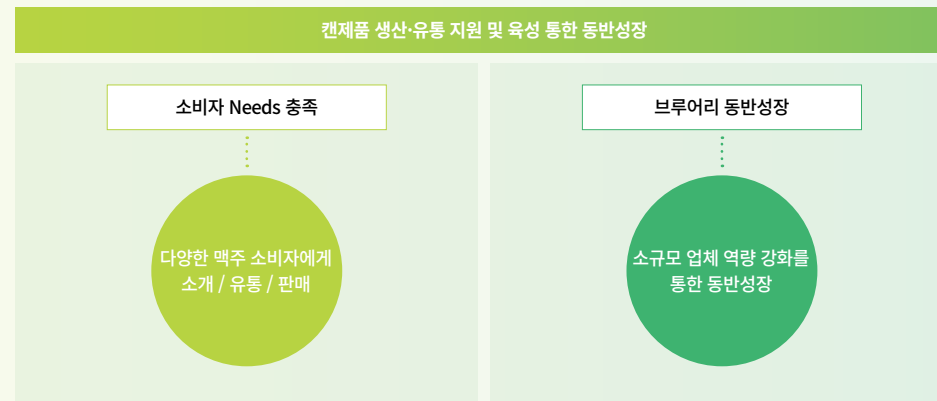 캔제품 생산·유통 지원 및 육성 통한 동반성장
소비자 Needs 충족
다양한 맥주 소비자에게
소개 / 유통 / 판매
브루어리 동반성장
소규모 업체 역량 강화를
통한 동반성장